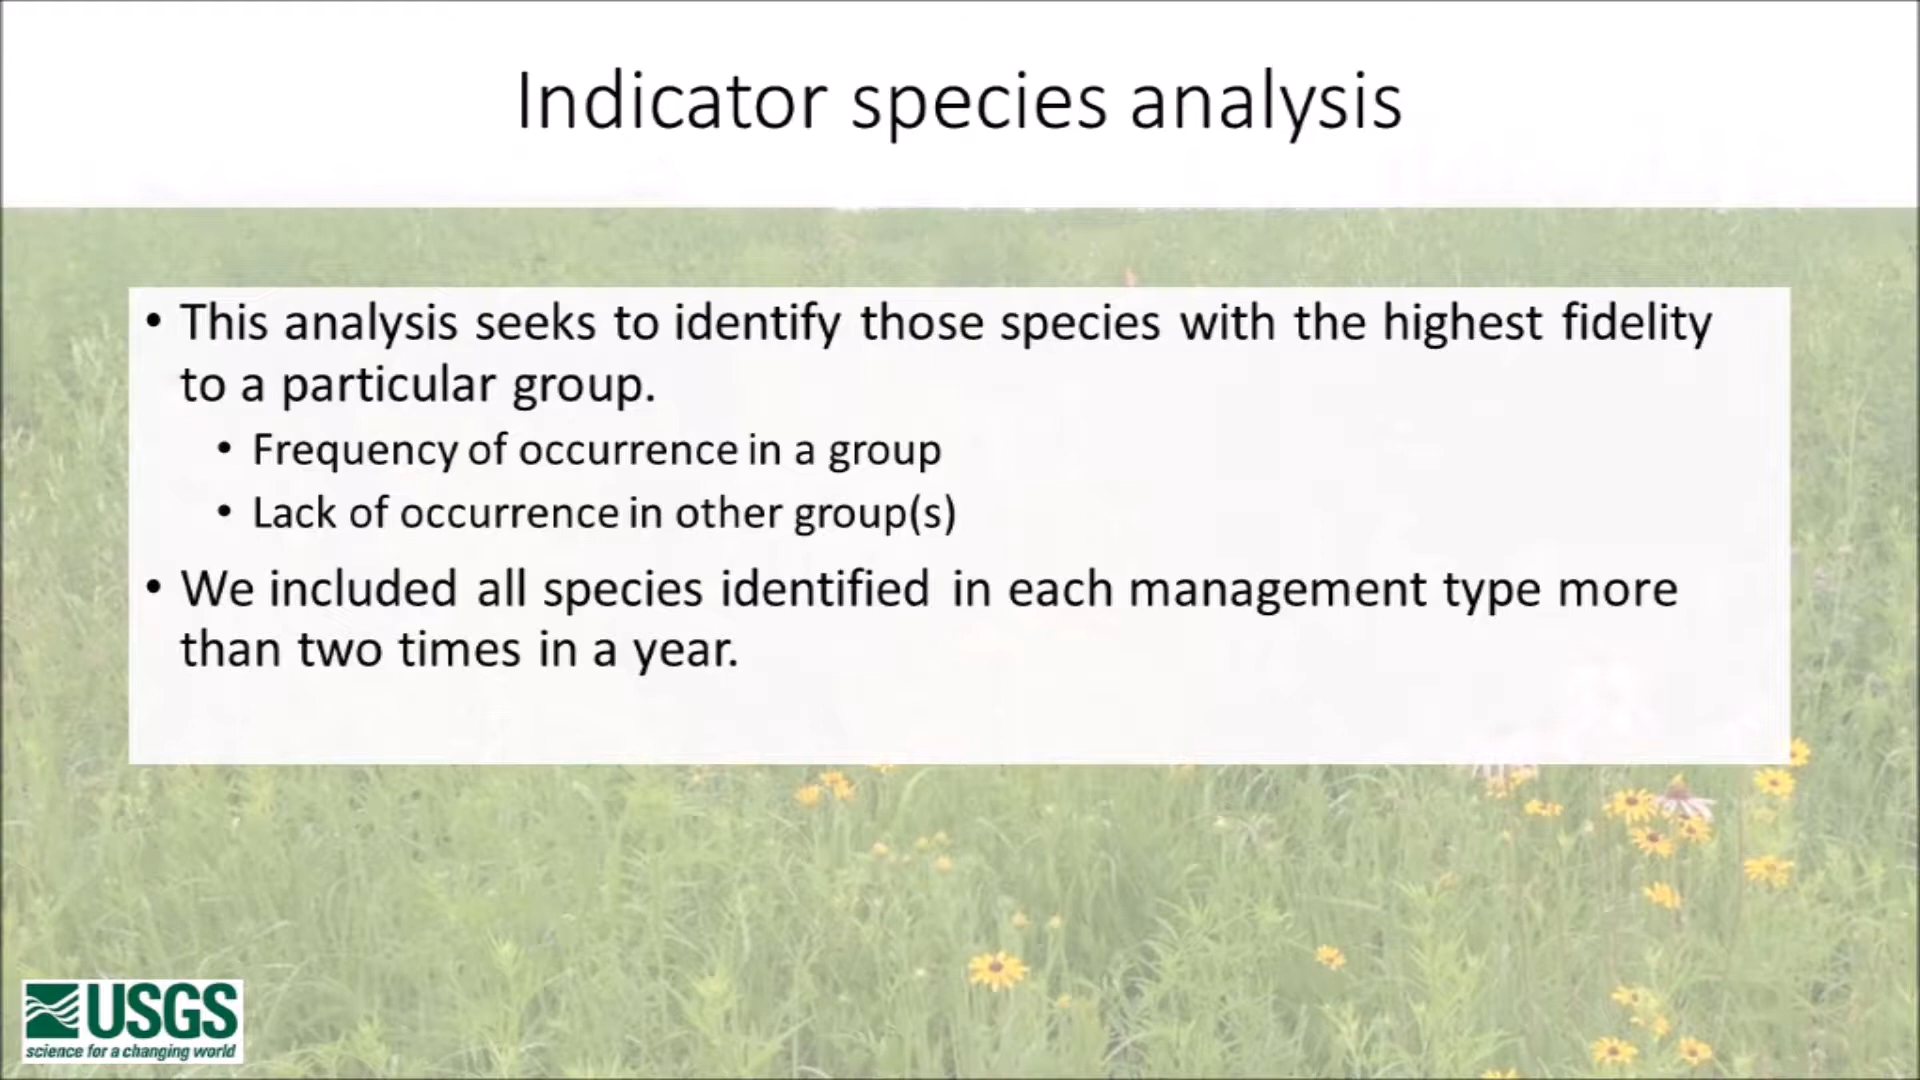 Indicator species analysis
• This analysis seeks to identify those species with the highest fidelity
to a particular group.
• Frequency of occurrence in a group
• Lack of occurrence in other group(s)
• We included all species identified in each management type more
than two times in a year.
USGS
science for a changing world